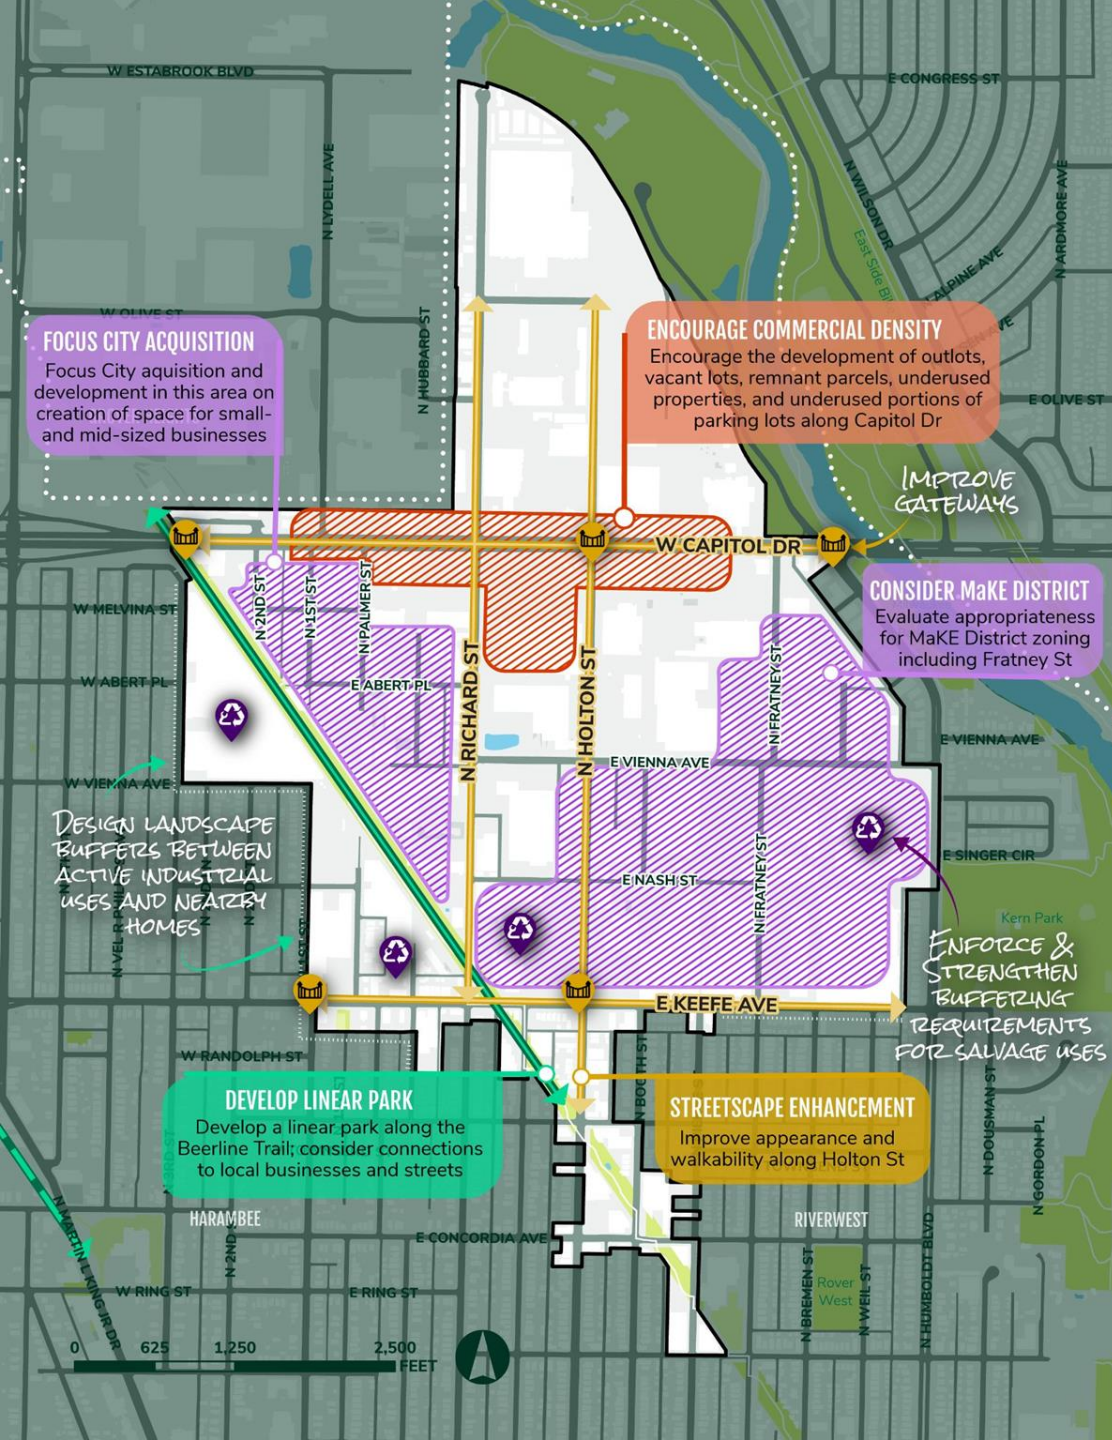 W ESTABROOK BLVD
E CONGRESS ST
N LYDELL AVE
N WILSON DR
N ARDMORE AVE
East Side Bi
ALPINE AVE
W OLIVE ST
N HUBBARD ST
AVE
E OLIVE ST
FOCUS CITY ACQUISITION
Focus City aquisition and
development in this area on
creation of space for small-
and mid-sized businesses
ENCOURAGE COMMERCIAL DENSITY
Encourage the development of outlots,
vacant lots, remnant parcels, underused
properties, and underused portions of
parking lots along Capitol Dr
IMPROVE
GATEWAYS
W CAPITOL DR
CONSIDER MaKE DISTRICT
Evaluate appropriateness
for MaKE District zoning
including Fratney St
W MELVINA ST
N 2ND ST
N 1ST ST
N PALMER ST
W ABERT PL
E ABERT PL
N RICHARD ST
N HOLTON ST
N FRATNEY ST
E VIENNA AVE
E VIENNA AVE
W VIENNA AVE
DESIGN LANDSCAPE
BUFFERS BETWEEN
ACTIVE INDUSTRIAL
USES AND NEARBY
HOMES
E SINGER CIR
E NASH ST
N FRATNEY ST
Kern Park
ENFORCE &
STRENGTHEN
BUFFERING
REQUIREMENTS
FOR SALVAGE USES
E KEEFE AVE
W RANDOLPH ST
N BOOTH ST
N DOUSMAN ST
N GORDON PL
DEVELOP LINEAR PARK
Develop a linear park along the
Beerline Trail; consider connections
to local businesses and streets
STREETSCAPE ENHANCEMENT
Improve appearance and
walkability along Holton St
HARAMBEE
RIVERWEST
N MARTIN L KING JR DR
N 2ND
E CONCORDIA AVE
W RING ST
E RING ST
N BREMEN ST
Rover
West
N WEIL ST
N HUMBOLDT BLVD
0 625 1,250 2,500
FEET